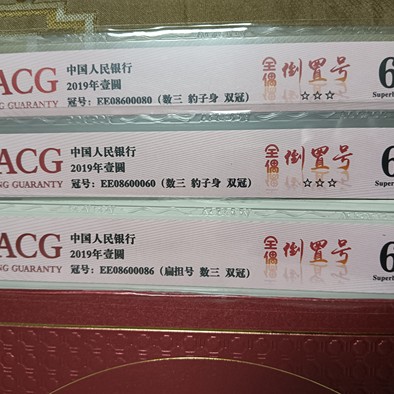 ACG
NG GUARANTY
中国人民银行
2019年壹圆
冠号：EE08600080（数三 豹子身 双冠）
全偶 倒置号
☆☆☆
6
Superb
ACG
NG GUARANTY
中国人民银行
2019年壹圆
冠号：EE08600060（数三 豹子身 双冠）
全偶 倒置号
☆☆☆
6
Superb
ACG
NG GUARANTY
中国人民银行
2019年壹圆
冠号：EE08600086（扁担号 数三 双冠）
全偶 倒置号
6
Superb